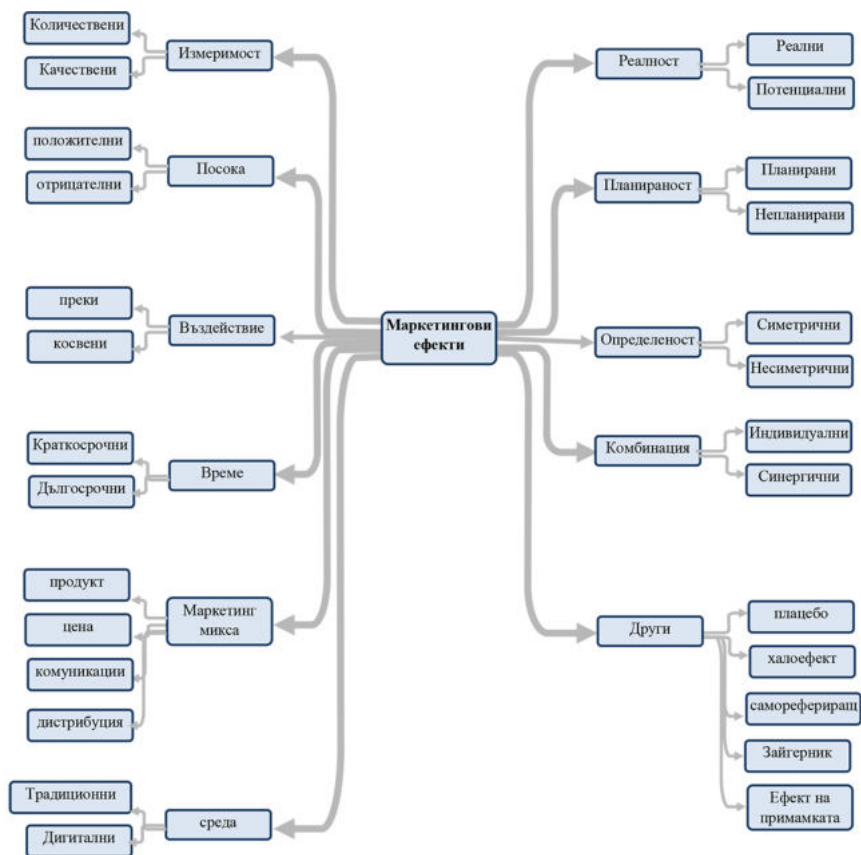 Количествени
Измеримост
Качествени
положителни
Посока
отрицателни
преки
Въздействие
косвени
Краткосрочни
Време
Дългосрочни
продукт
Маркетинг
микса
цена
комуникации
дистрибуция
Традиционни
среда
Дигитални
Маркетингови
ефекти
Реални
Реалност
Потенциални
Планирани
Планираност
Непланирани
Симетрични
Определеност
Несиметрични
Индивидуални
Комбинация
Синергични
Други
плацебо
халоефект
саморефериращ
Зайгерник
Ефект на
примамката